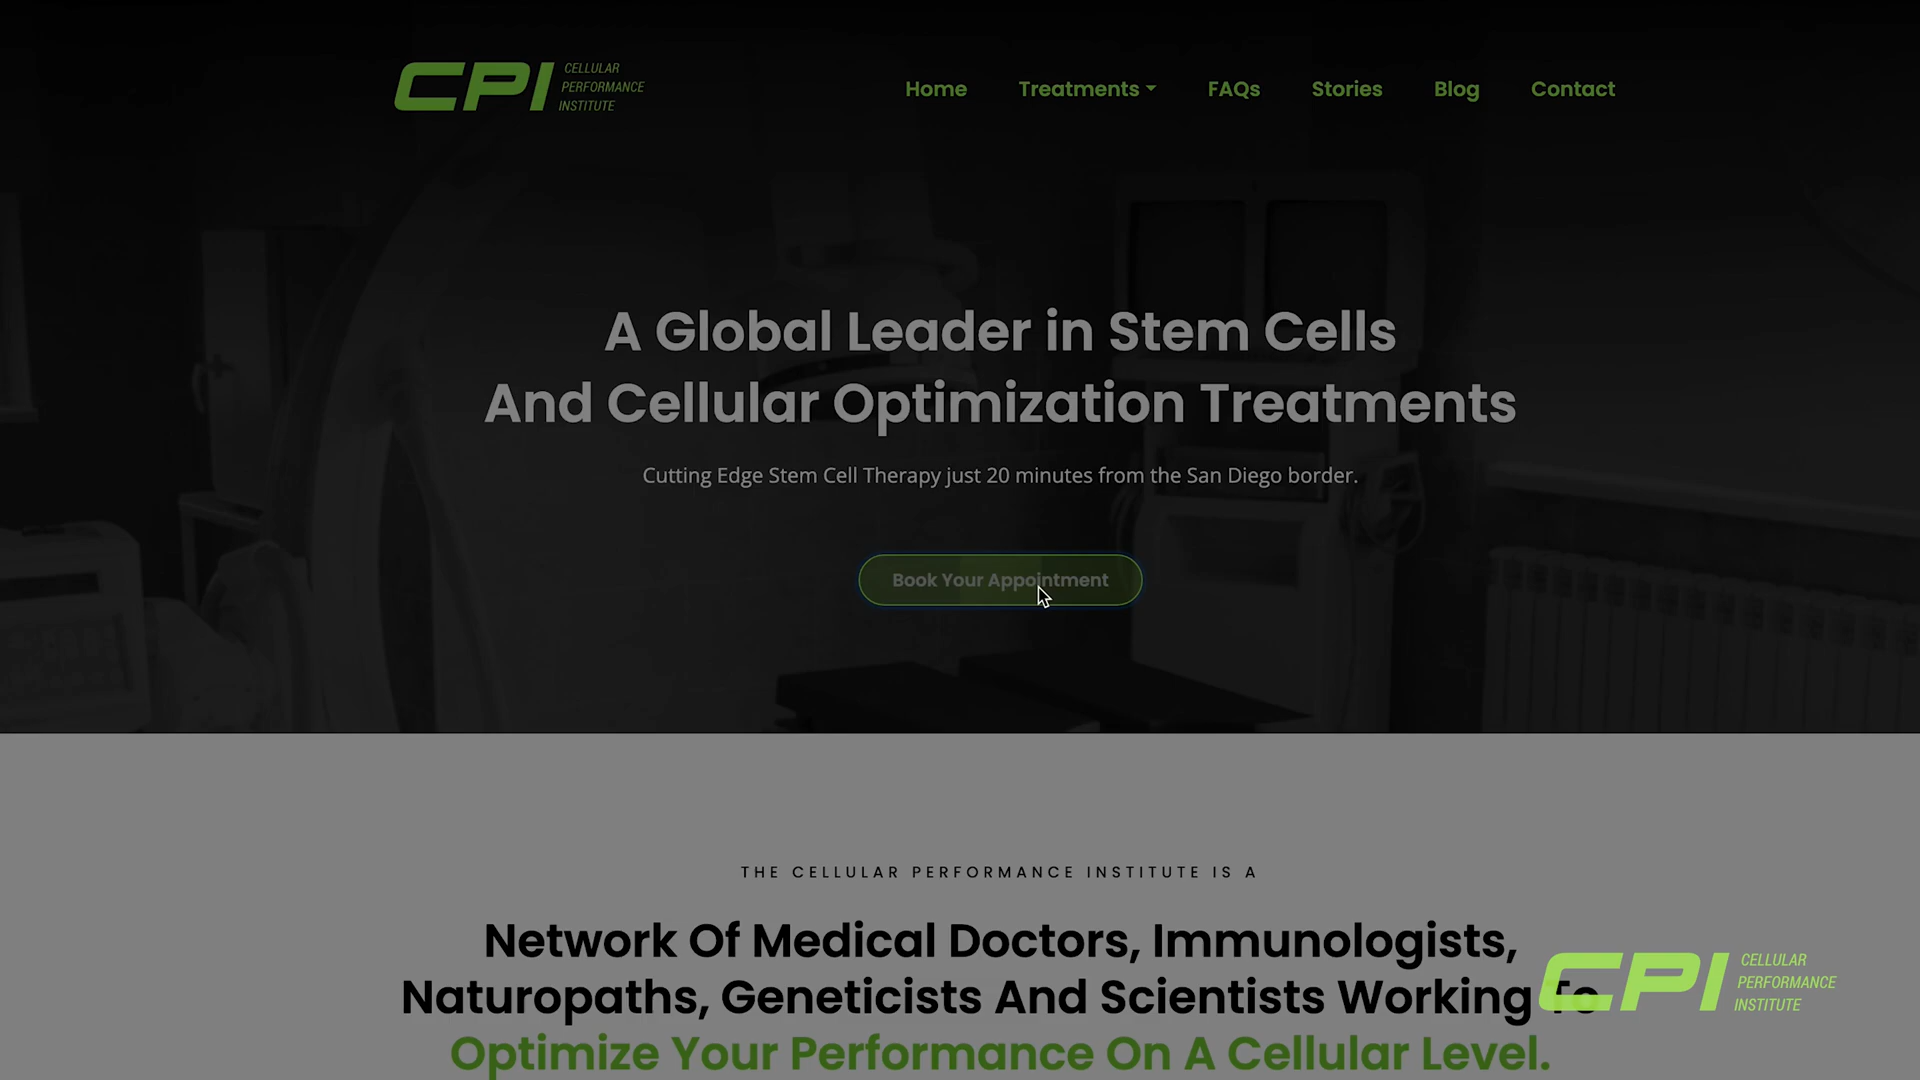 CPI CELLULAR
PERFORMANCE
INSTITUTE
Home Treatments FAQs Stories Blog Contact
A Global Leader in Stem Cells
And Cellular Optimization Treatments
Cutting Edge Stem Cell Therapy just 20 minutes from the San Diego border.
Book Your Appointment
THE CELLULAR PERFORMANCE INSTITUTE IS A
Network Of Medical Doctors, Immunologists,
Naturopaths, Geneticists And Scientists Working To
Optimize Your Performance On A Cellular Level.
CPI CELLULAR
PERFORMANCE
INSTITUTE